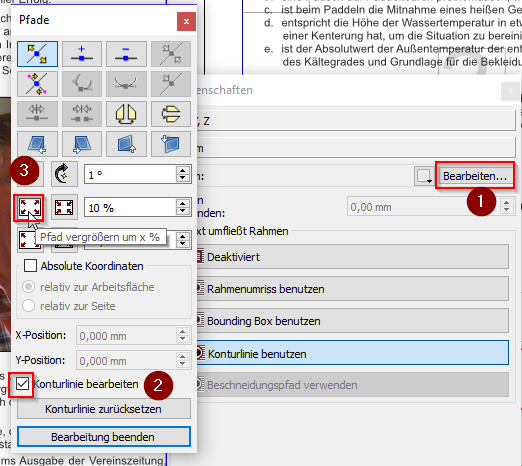 c. ist beim Paddeln die Mitnahme eines heißen Ge
d. entspricht die Höhe der Wassertemperatur in etw
einer Kenterung hat, um die Situation zu bereini
e. ist der Absolutwert der Außentemperatur der ent
des Kältegrades und Grundlage für die Bekleidu
Pfade
x
enschaften
x
, Z
m
3
1 °
n:
Bearbeiten...
1
10 %
nden:
0,00 mm
Pfad vergrößern um x %
xt umfließt Rahmen
Deaktiviert
Absolute Koordinaten
relativ zur Arbeitsfläche
Rahmenumriss benutzen
relativ zur Seite
Bounding Box benutzen
X-Position:
0,000 mm
Y-Position:
0,000 mm
Konturlinie benutzen
Konturlinie bearbeiten
2
Beschneidungspfad verwenden
Konturlinie zurücksetzen
Bearbeitung beenden
ms Ausgabe der Vereinszeitung.